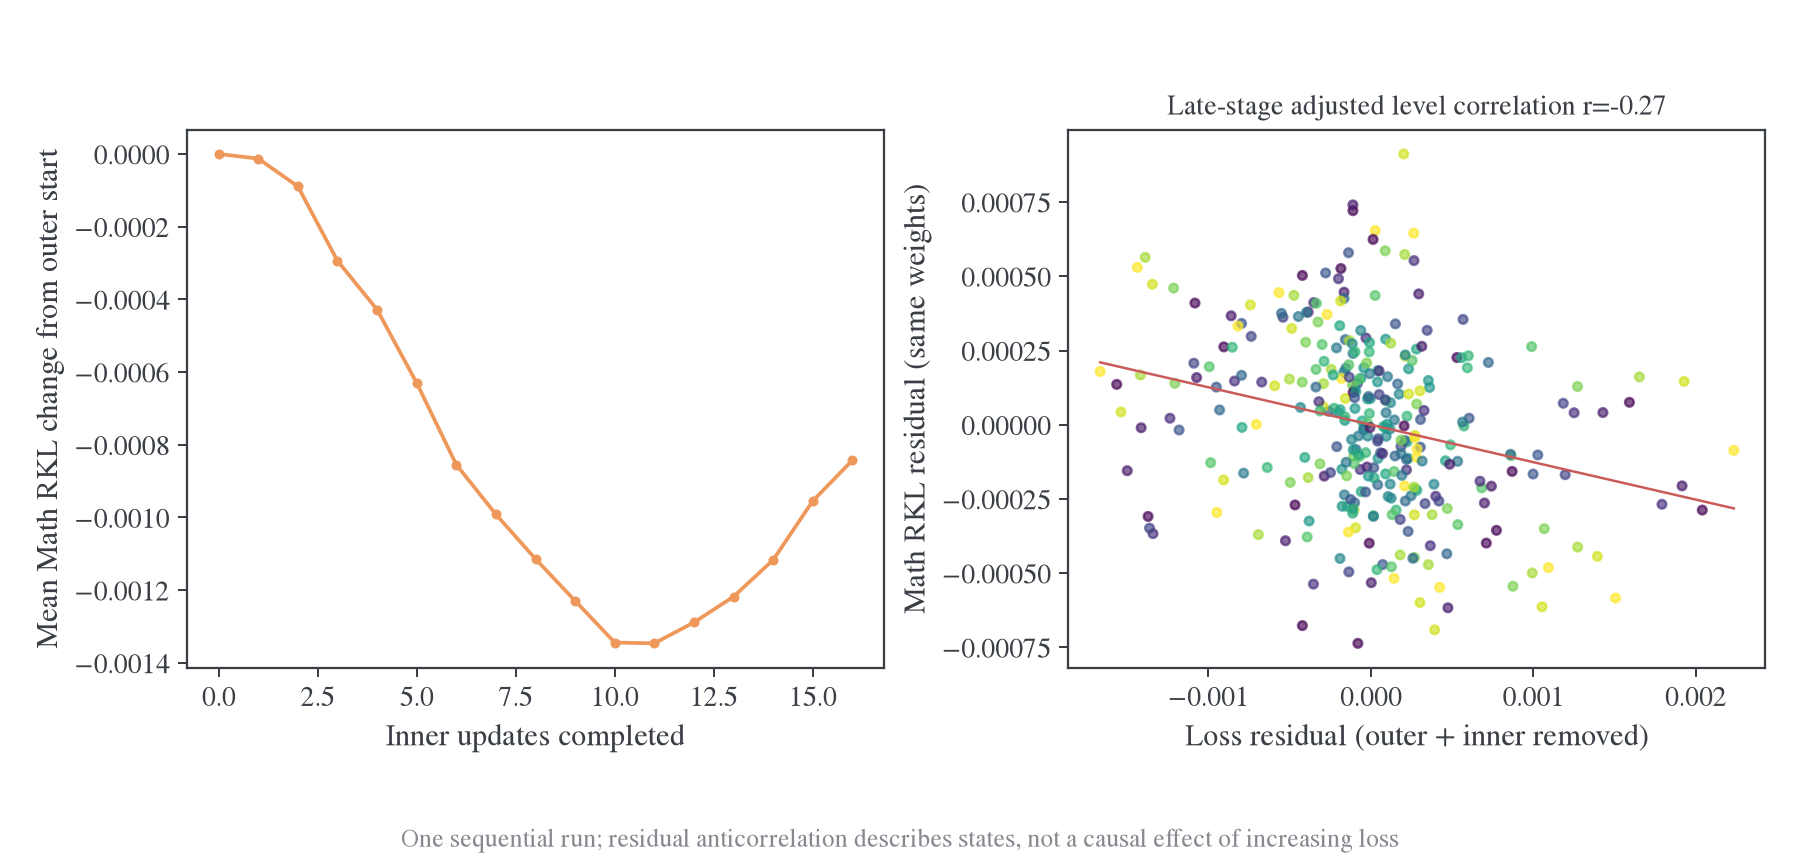 Late-stage adjusted level correlation r=-0.27
Mean Math RKL change from outer start
0.0000
−0.0002
−0.0004
−0.0006
−0.0008
−0.0010
−0.0012
−0.0014
0.0 2.5 5.0 7.5 10.0 12.5 15.0
Inner updates completed
Math RKL residual (same weights)
0.00075
0.00050
0.00025
0.00000
−0.00025
−0.00050
−0.00075
−0.001 0.000 0.001 0.002
Loss residual (outer + inner removed)
One sequential run; residual anticorrelation describes states, not a causal effect of increasing loss